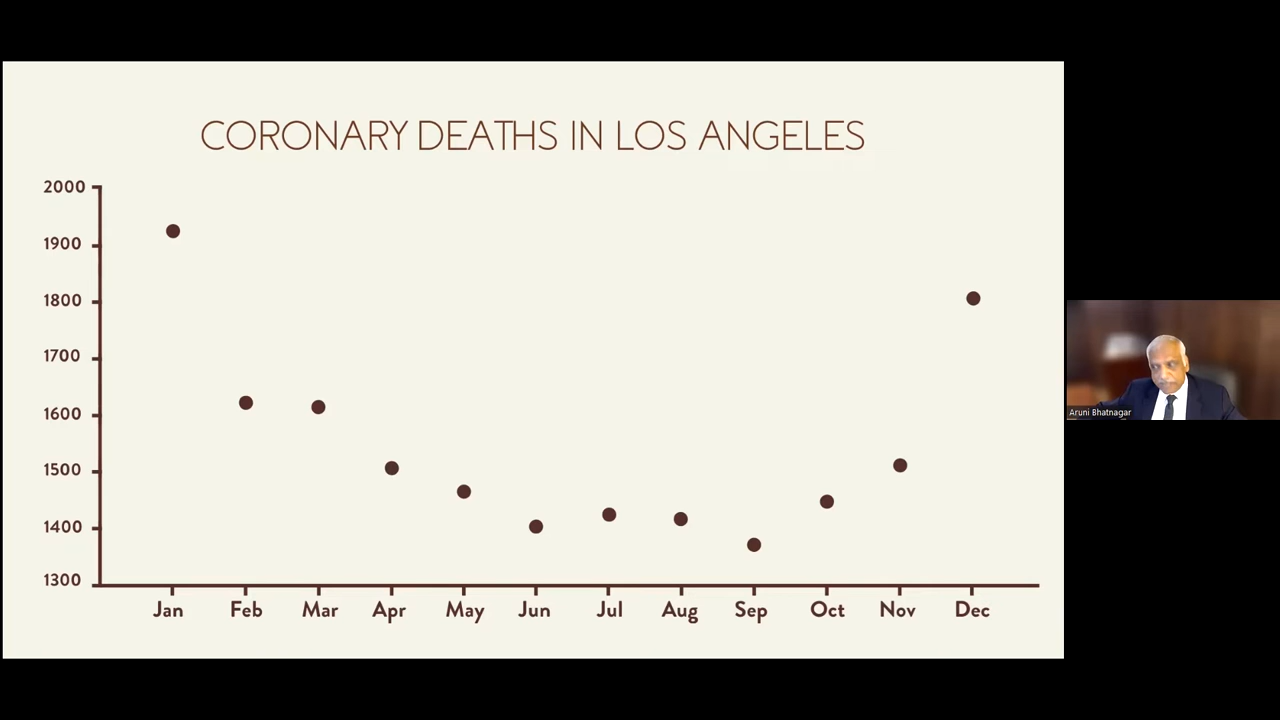 CORONARY DEATHS IN LOS ANGELES
2000
1900
1800
1700
1600
1500
1400
1300
Jan Feb Mar Apr May Jun Jul Aug Sep Oct Nov Dec
Aruni Bhatnagar